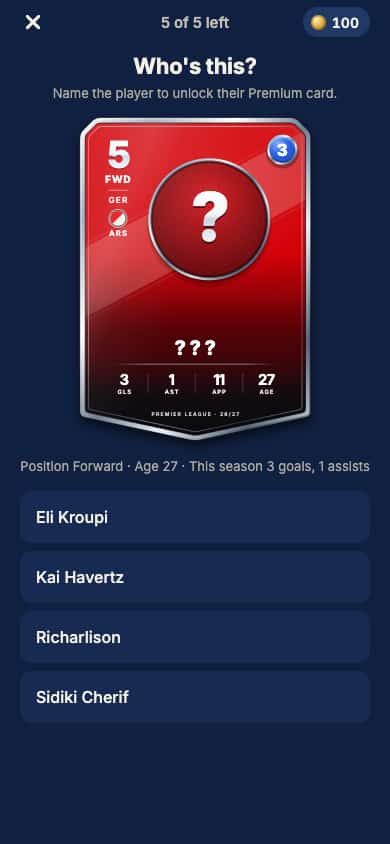 5 of 5 left
100
Who's this?
Name the player to unlock their Premium card.
5
FWD
GER
ARS
3
?
???
3 1 11 27
GLS AST APP AGE
PREMIER LEAGUE · 26/27
Position Forward · Age 27 · This season 3 goals, 1 assists
Eli Kroupi
Kai Havertz
Richarlison
Sidiki Cherif